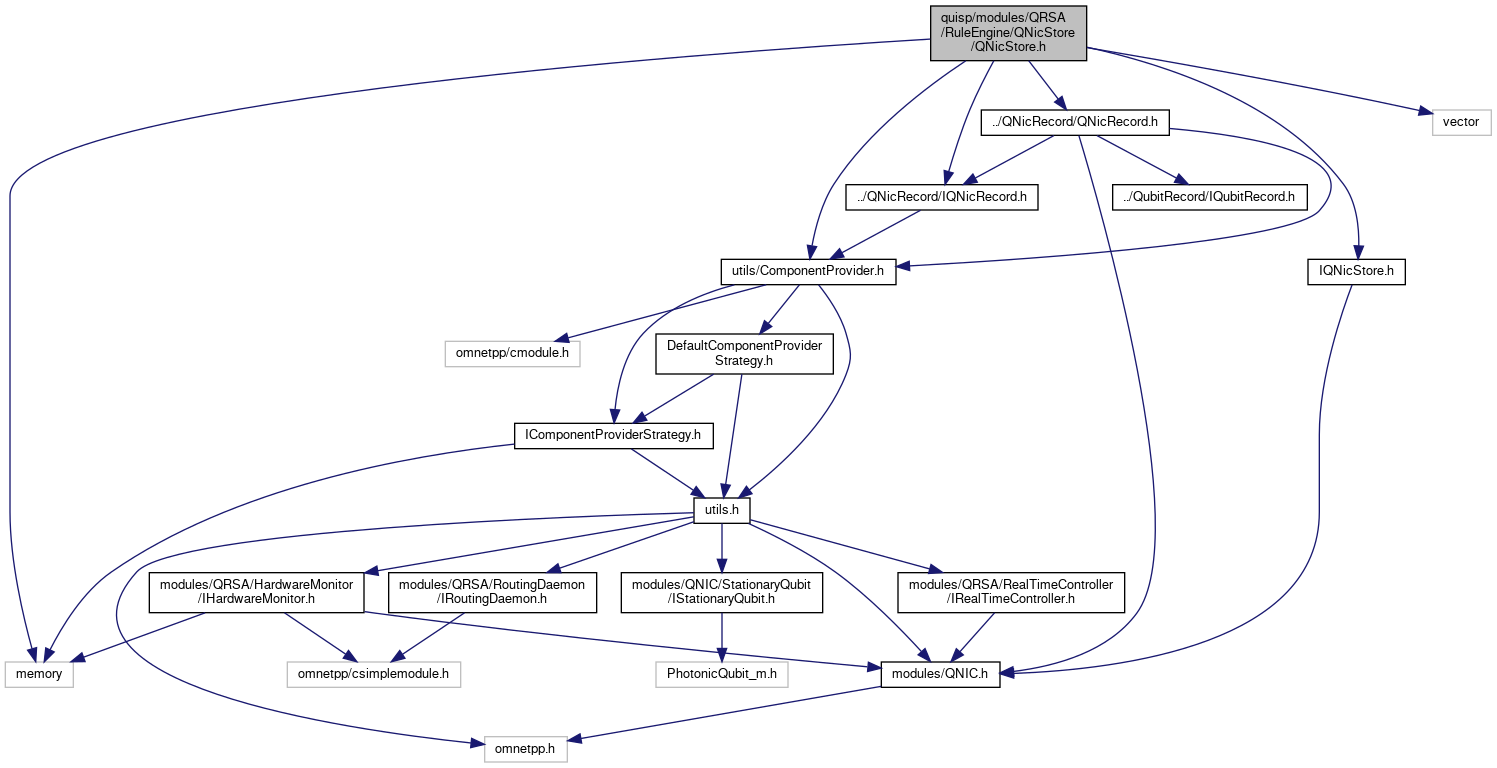 quisp/modules/QRSA
/RuleEngine/QNicStore
/QNicStore.h
../QNicRecord/QNicRecord.h
vector
../QNicRecord/IQNicRecord.h
../QubitRecord/IQubitRecord.h
utils/ComponentProvider.h
IQNicStore.h
omnetpp/cmodule.h
DefaultComponentProvider
Strategy.h
IComponentProviderStrategy.h
utils.h
modules/QRSA/HardwareMonitor
/IHardwareMonitor.h
modules/QRSA/RoutingDaemon
/IRoutingDaemon.h
modules/QNIC/StationaryQubit
/IStationaryQubit.h
modules/QRSA/RealTimeController
/IRealTimeController.h
memory
omnetpp/csimplemodule.h
PhotonicQubit_m.h
modules/QNIC.h
omnetpp.h